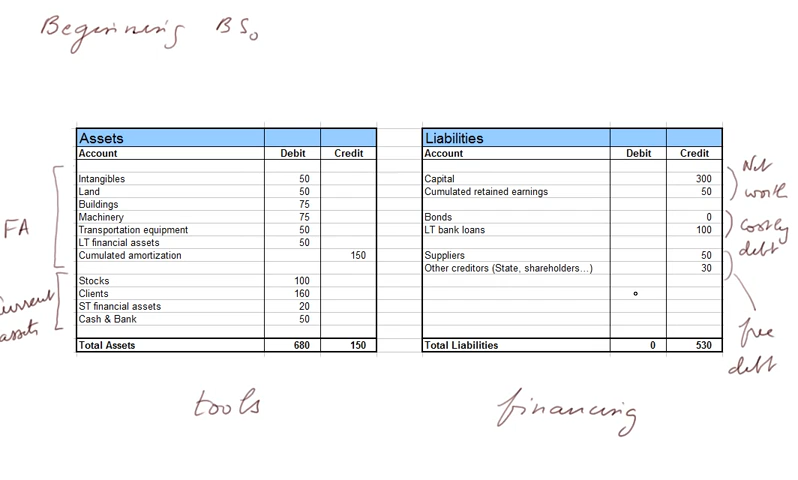 Beginning BS0
Assets
Account Debit Credit
Intangibles 50
Land 50
Buildings 75
Machinery 75
Transportation equipment 50
LT financial assets 50
Cumulated amortization 150
Stocks 100
Clients 160
ST financial assets 20
Cash & Bank 50
Total Assets 680 150
FA
current
assets
tools
Liabilities
Account Debit Credit
Capital 300
Cumulated retained earnings 50
Bonds 0
LT bank loans 100
Suppliers 50
Other creditors (State, shareholders...) 30
Total Liabilities 0 530
Net
worth
costly
debt
free
debt
financing